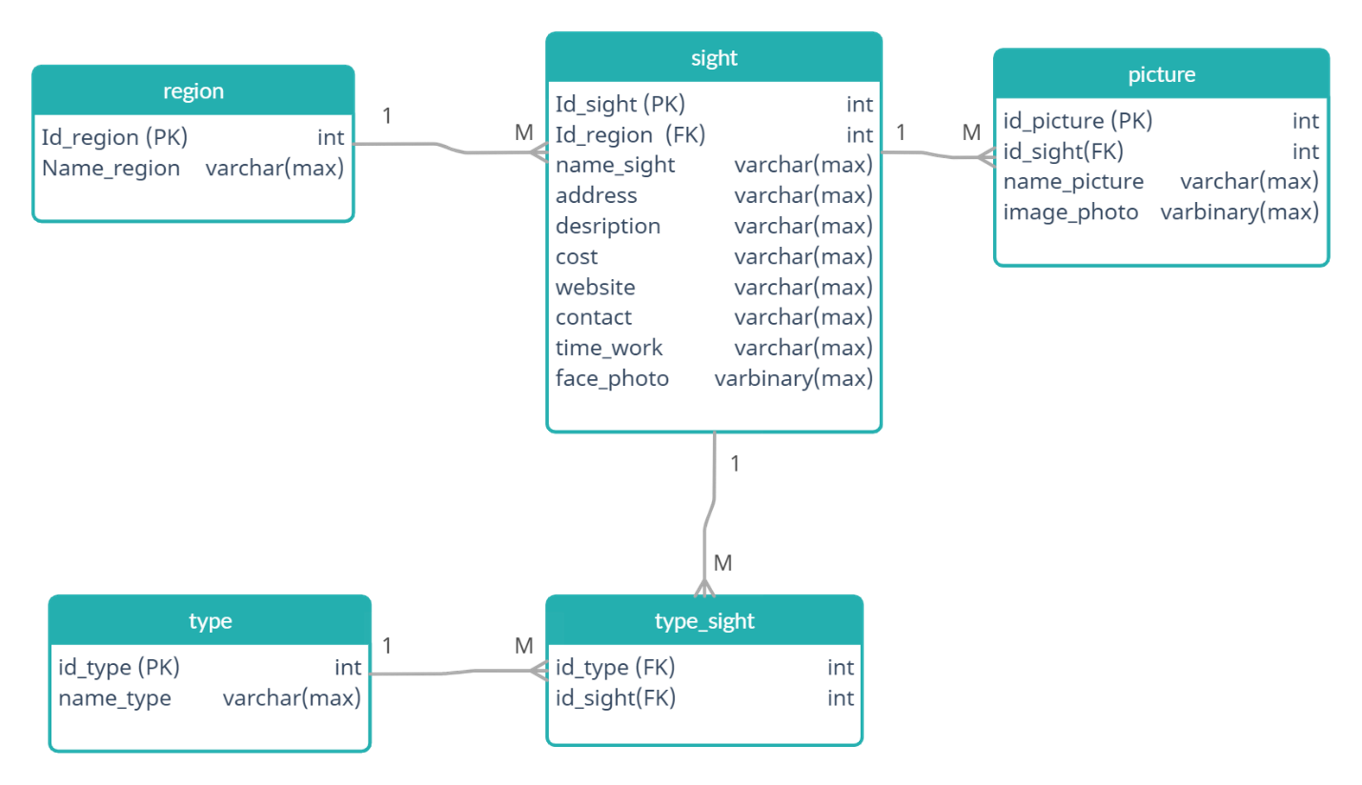 region
Id_region (PK) int
Name_region varchar(max)
1
M
sight
Id_sight (PK) int
Id_region (FK) int
name_sight varchar(max)
address varchar(max)
desription varchar(max)
cost varchar(max)
website varchar(max)
contact varchar(max)
time_work varchar(max)
face_photo varbinary(max)
1
M
picture
id_picture (PK) int
id_sight(FK) int
name_picture varchar(max)
image_photo varbinary(max)
1
M
type
id_type (PK) int
name_type varchar(max)
1
M
type_sight
id_type (FK) int
id_sight(FK) int